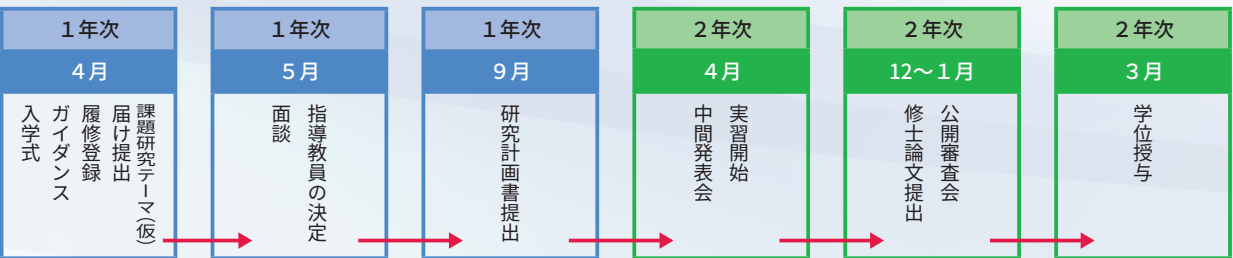 1年次
4月
課題研究テーマ(仮)
届け提出
履修登録
ガイダンス
入学式
1年次
5月
指導教員の決定
面談
1年次
9月
研究計画書提出
2年次
4月
実習開始
中間発表会
2年次
12～1月
公開審査会
修士論文提出
2年次
3月
学位授与